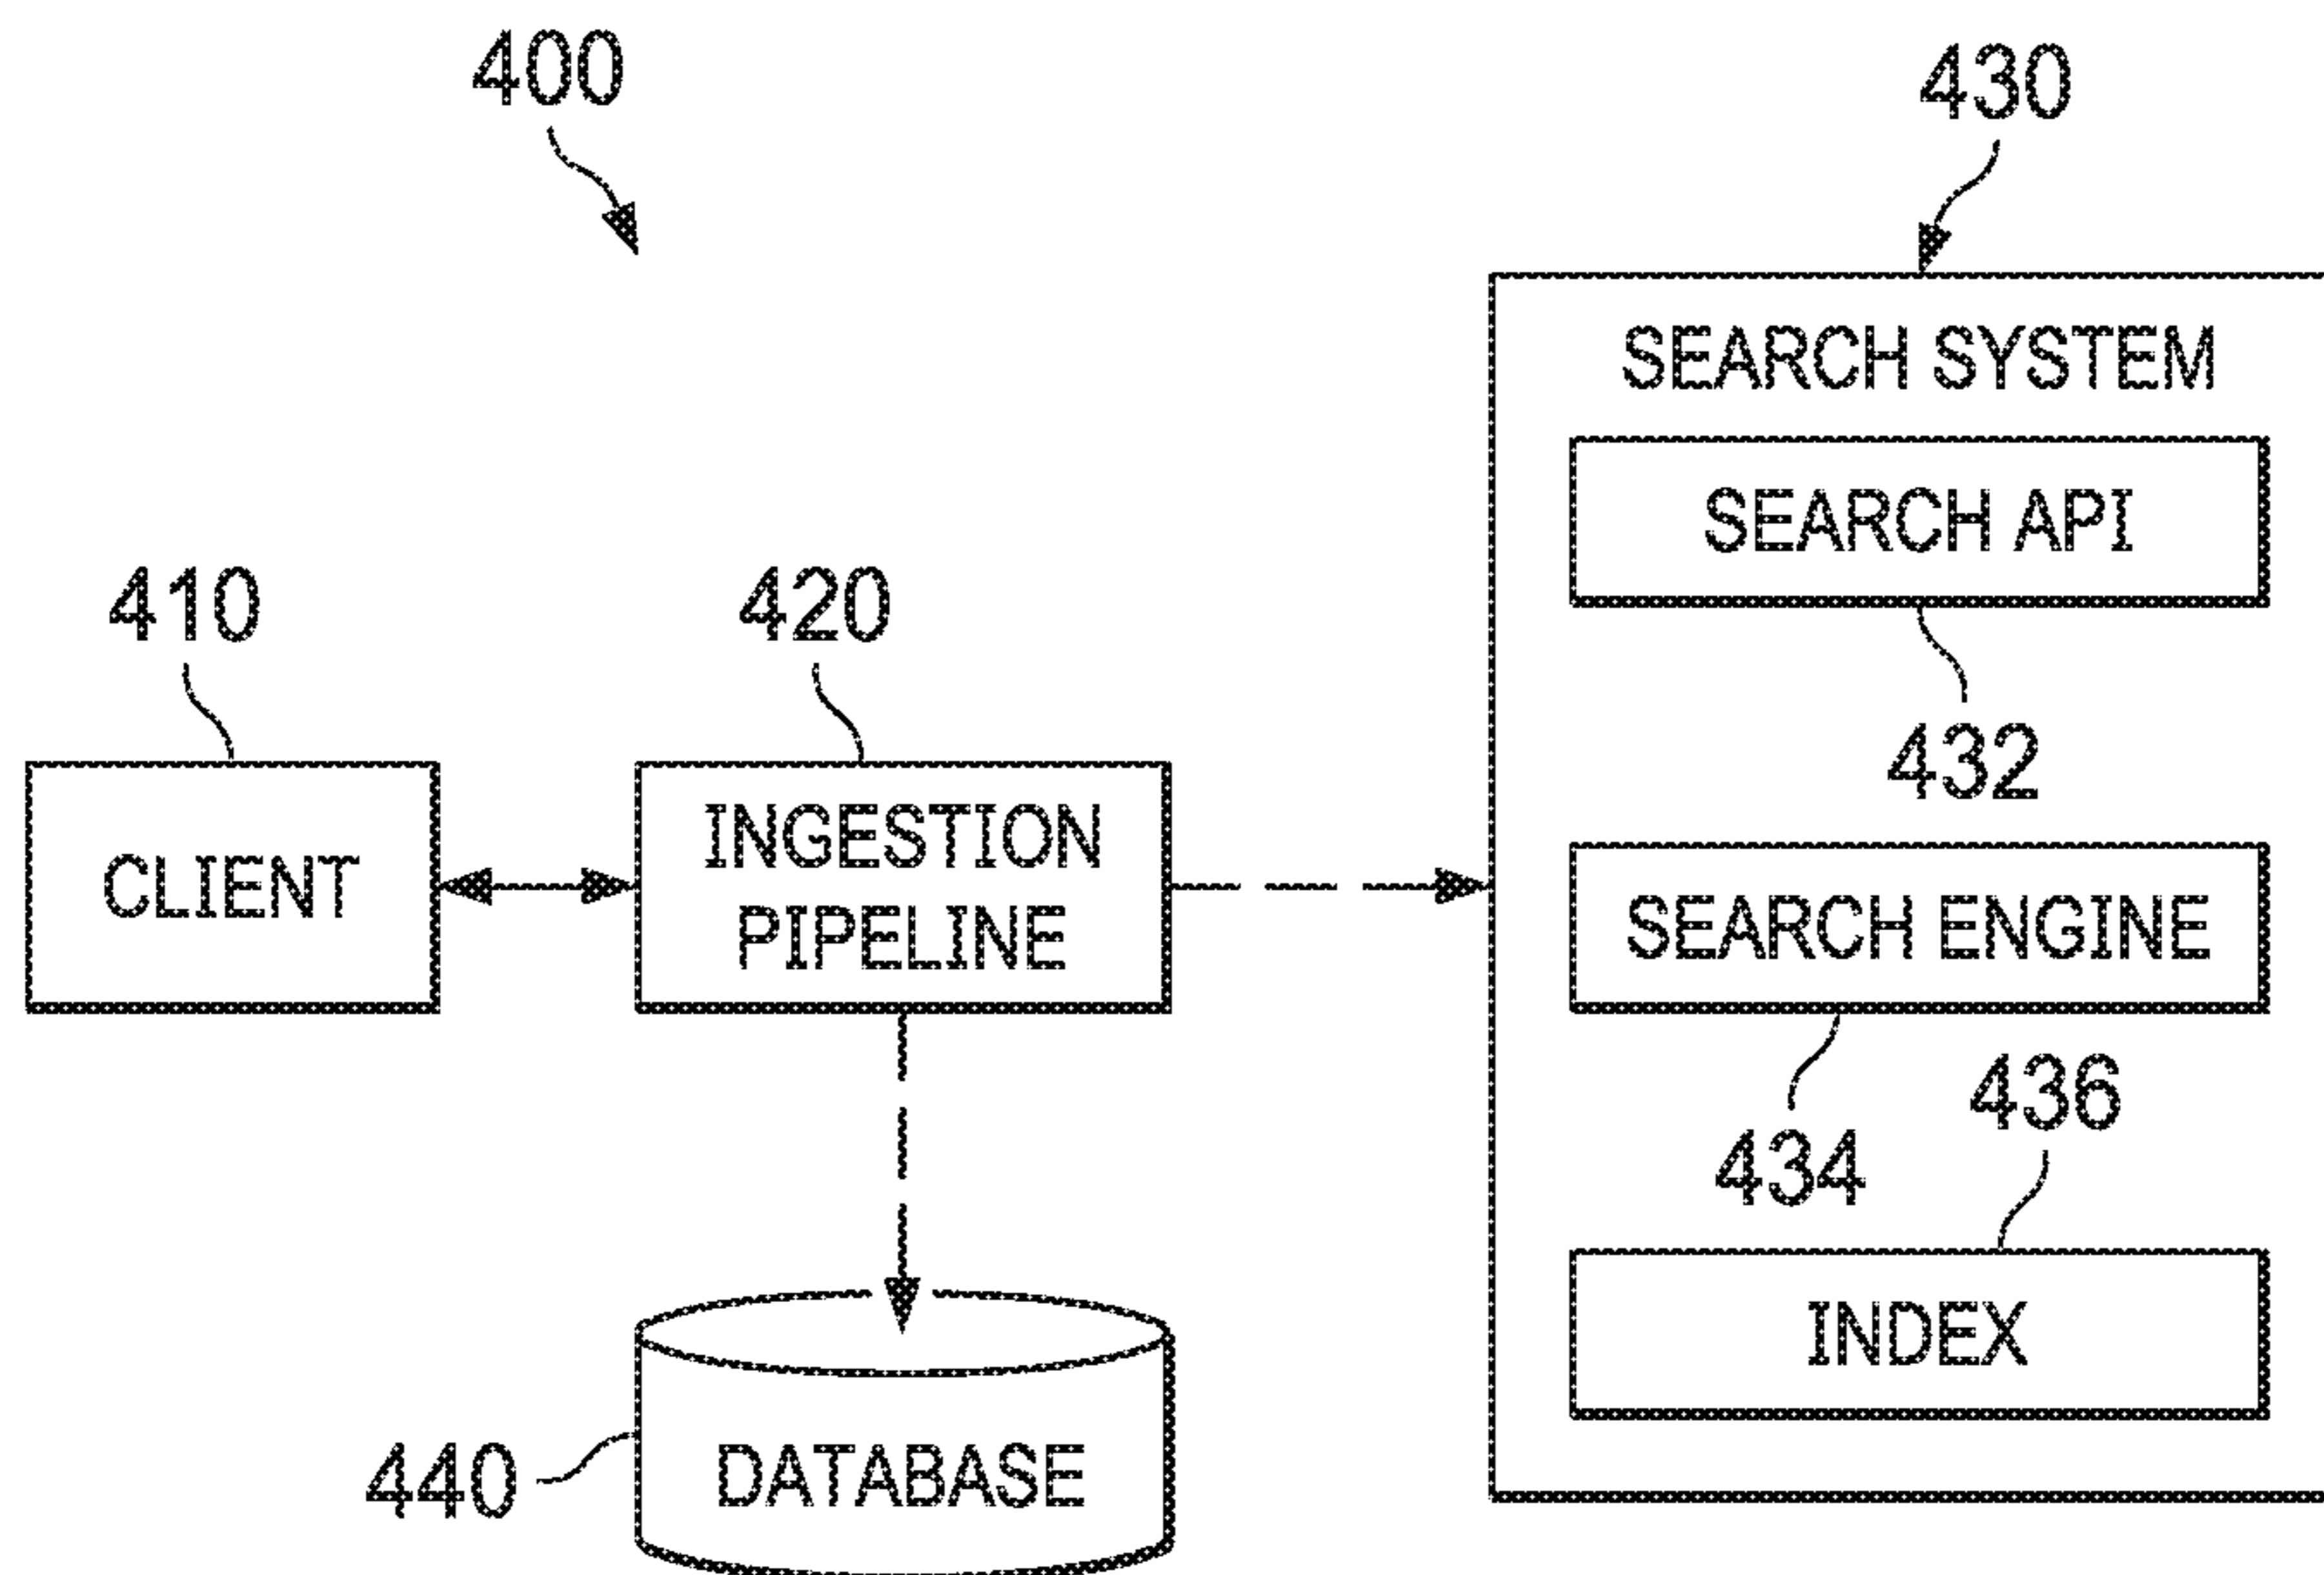 400
430
SEARCH SYSTEM
SEARCH API
432
410
420
CLIENT
INGESTION
PIPELINE
SEARCH ENGINE
434
436
INDEX
440
DATABASE